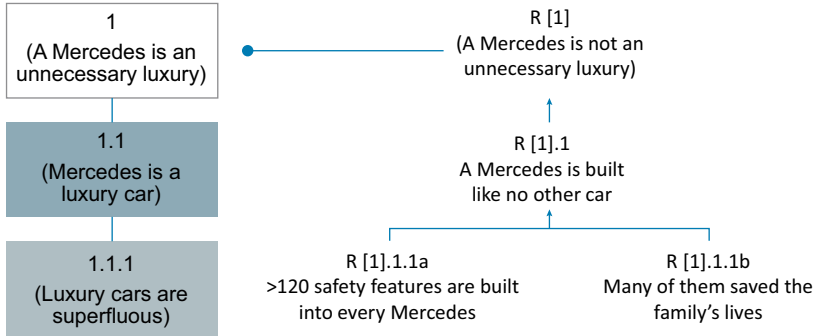 1
(A Mercedes is an
unnecessary luxury)
1.1
(Mercedes is a
luxury car)
1.1.1
(Luxury cars are
superfluous)
R [1]
(A Mercedes is not an
unnecessary luxury)
R [1].1
A Mercedes is built
like no other car
R [1].1.1a
>120 safety features are built
into every Mercedes
R [1].1.1b
Many of them saved the
family’s lives